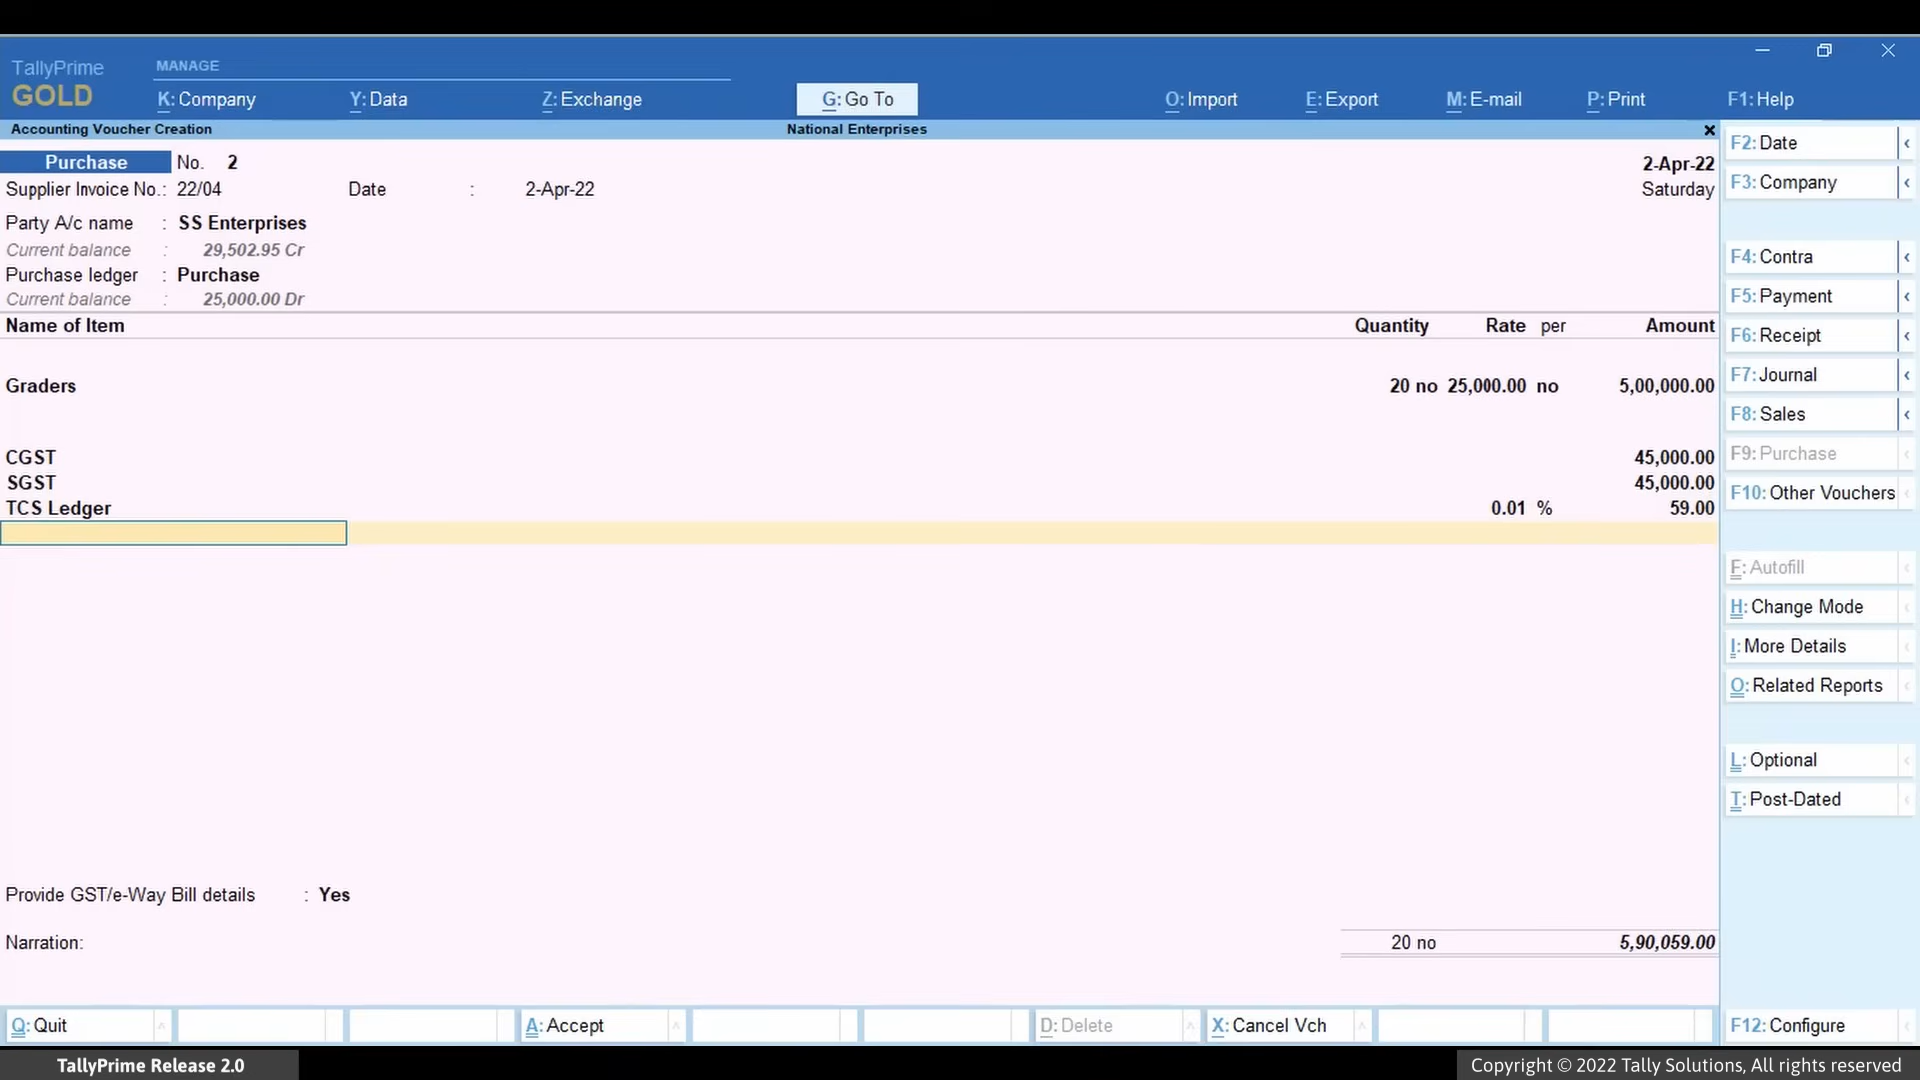 TallyPrime
GOLD
MANAGE
K: Company
Y: Data
Z: Exchange
G: Go To
O: Import
E: Export
M: E-mail
P: Print
F1: Help
Accounting Voucher Creation
National Enterprises
Purchase No. 2
2-Apr-22
Supplier Invoice No.: 22/04 Date : 2-Apr-22
Saturday
Party A/c name : SS Enterprises
Current balance : 29,502.95 Cr
Purchase ledger : Purchase
Current balance : 25,000.00 Dr
Name of Item Quantity Rate per Amount
Graders 20 no 25,000.00 no 5,00,000.00
CGST 45,000.00
SGST 45,000.00
TCS Ledger 0.01 % 59.00
Provide GST/e-Way Bill details : Yes
Narration: 20 no 5,90,059.00
F2: Date
F3: Company
F4: Contra
F5: Payment
F6: Receipt
F7: Journal
F8: Sales
F9: Purchase
F10: Other Vouchers
F: Autofill
H: Change Mode
I: More Details
O: Related Reports
L: Optional
T: Post-Dated
F12: Configure
Q: Quit
A: Accept
D: Delete
X: Cancel Vch
TallyPrime Release 2.0
Copyright © 2022 Tally Solutions, All rights reserved